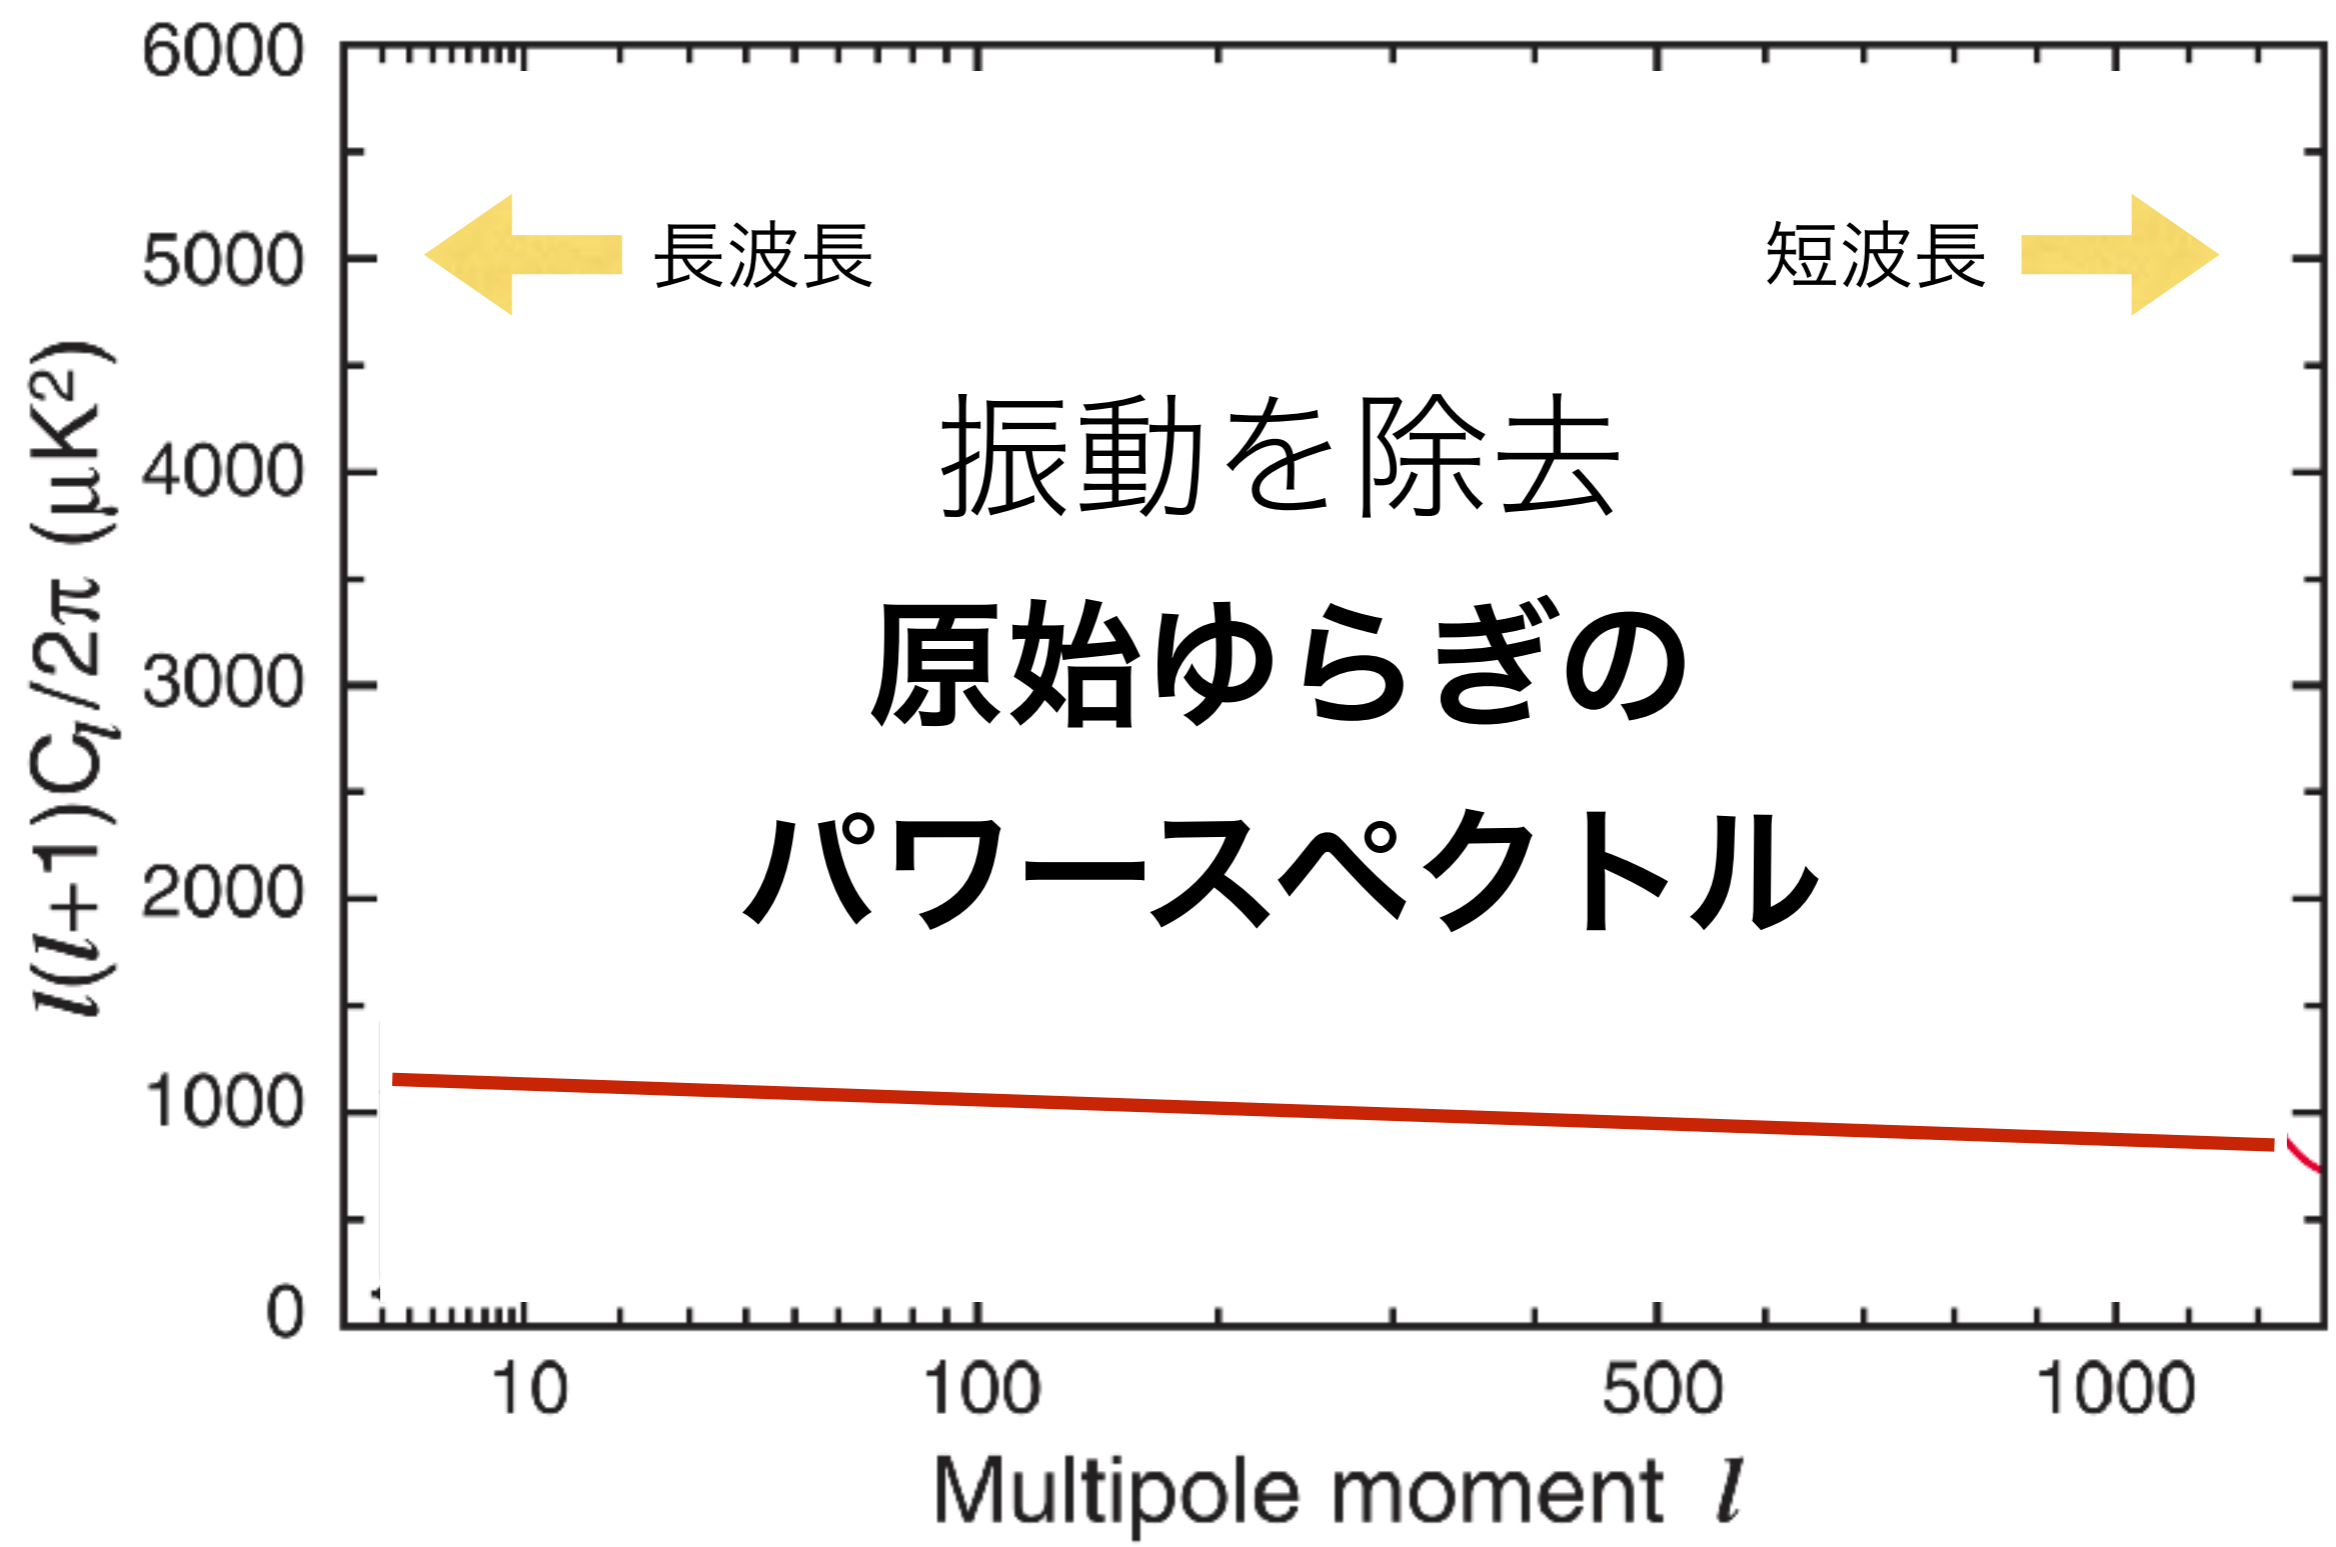 6000
5000
4000
3000
2000
1000
0
l(l+1)Cl/2π (μK²)
長波長
短波長
振動を除去
原始ゆらぎの
パワースペクトル
10 100 500 1000
Multipole moment l